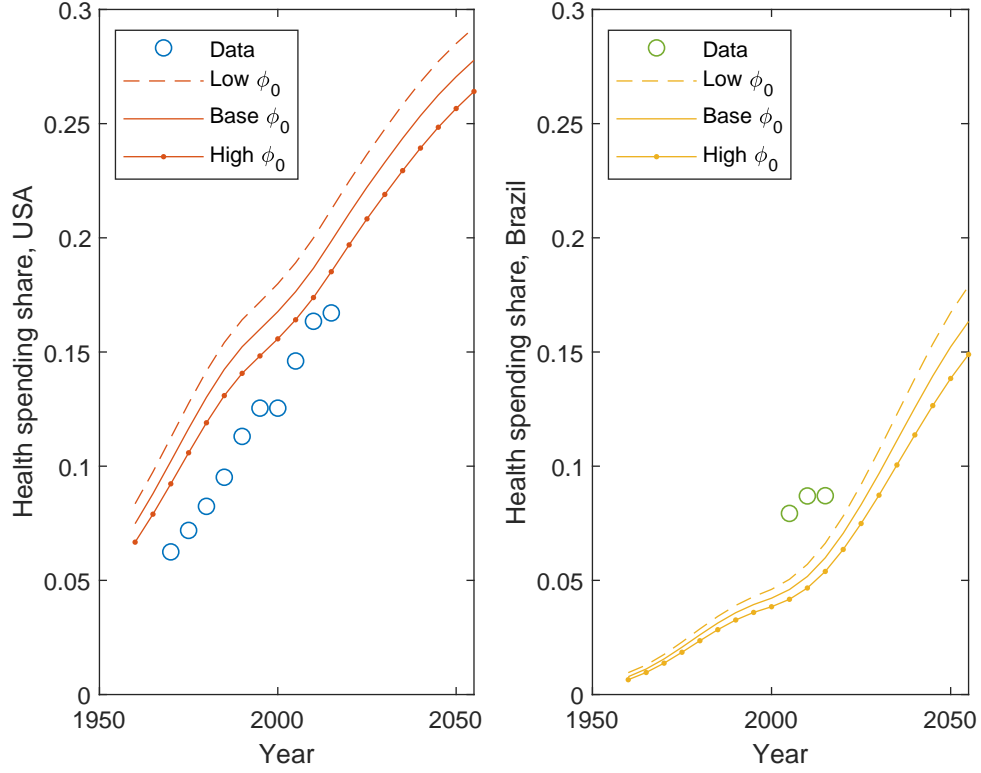 0.3
0.25
0.2
0.15
0.1
0.05
0
1950
2000
2050
Year
Health spending share, USA
Data
Low ϕ0
Base ϕ0
High ϕ0
0.3
0.25
0.2
0.15
0.1
0.05
0
1950
2000
2050
Year
Health spending share, Brazil
Data
Low ϕ0
Base ϕ0
High ϕ0